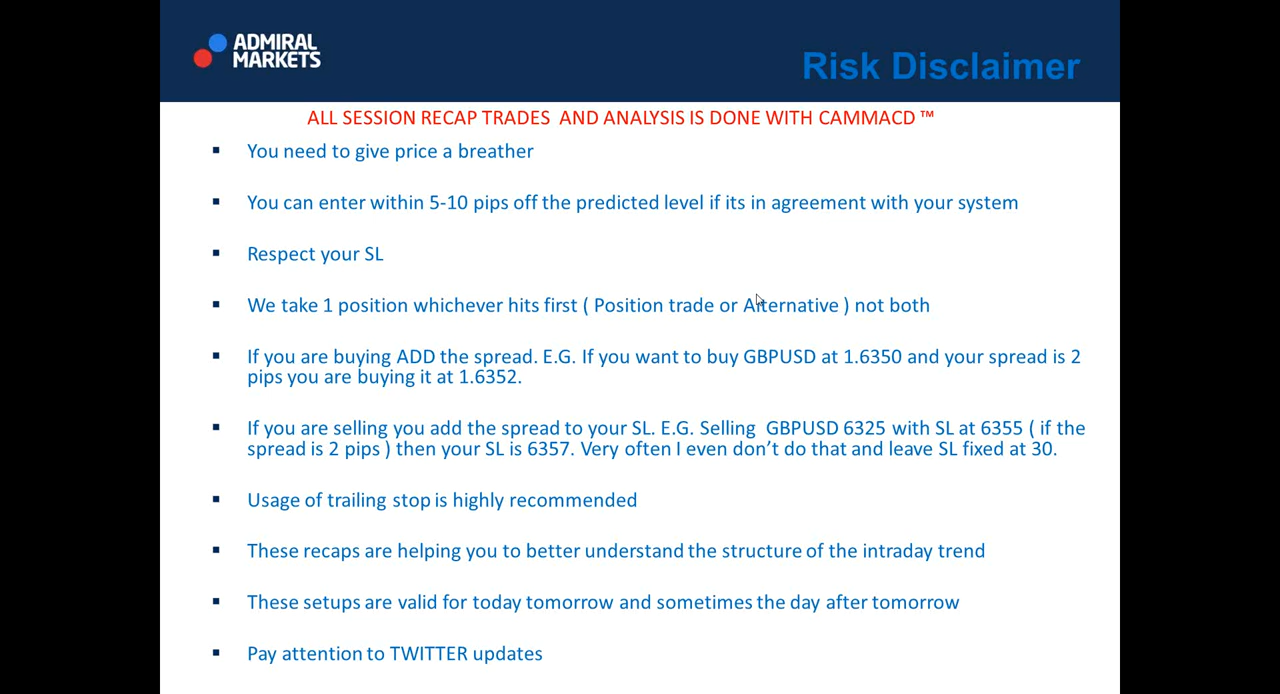 ADMIRAL
MARKETS
Risk Disclaimer
ALL SESSION RECAP TRADES AND ANALYSIS IS DONE WITH CAMMACD ™
You need to give price a breather
You can enter within 5-10 pips off the predicted level if its in agreement with your system
Respect your SL
We take 1 position whichever hits first ( Position trade or Alternative ) not both
If you are buying ADD the spread. E.G. If you want to buy GBPUSD at 1.6350 and your spread is 2
pips you are buying it at 1.6352.
If you are selling you add the spread to your SL. E.G. Selling GBPUSD 6325 with SL at 6355 ( if the
spread is 2 pips ) then your SL is 6357. Very often I even don’t do that and leave SL fixed at 30.
Usage of trailing stop is highly recommended
These recaps are helping you to better understand the structure of the intraday trend
These setups are valid for today tomorrow and sometimes the day after tomorrow
Pay attention to TWITTER updates